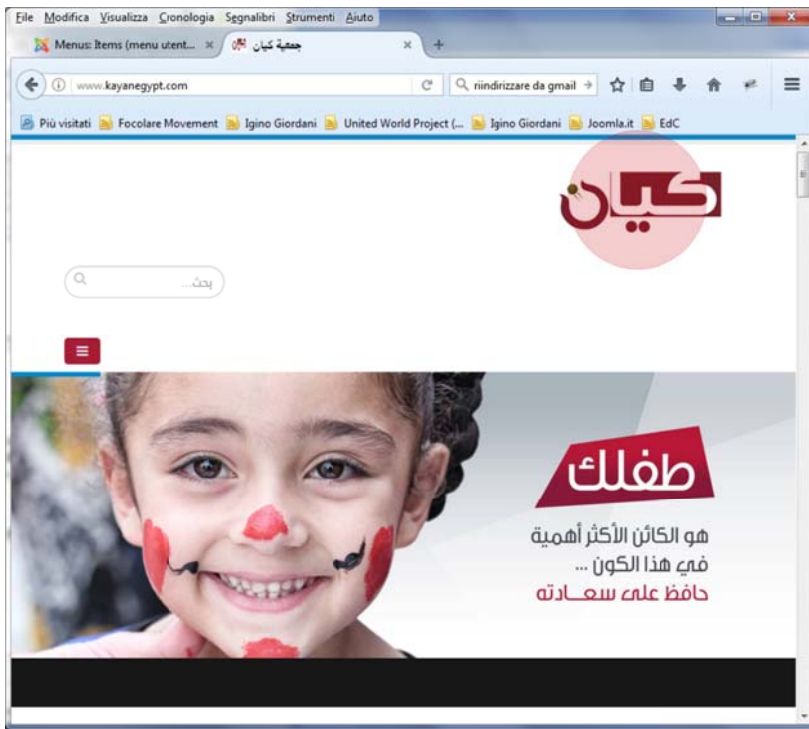 File Modifica Visualizza Cronologia Segnalibri Strumenti Aiuto
Menus: Items (menu utent...
جمعية كيان
www.kayanegypt.com
riindirizzare da gmail
Più visitati Focolare Movement Igino Giordani United World Project (... Igino Giordani Joomla.it EdC
كيان
بحث...
طفلك
هو الكائن الأكثر أهمية
في هذا الكون ...
حافظ على سعـــادته